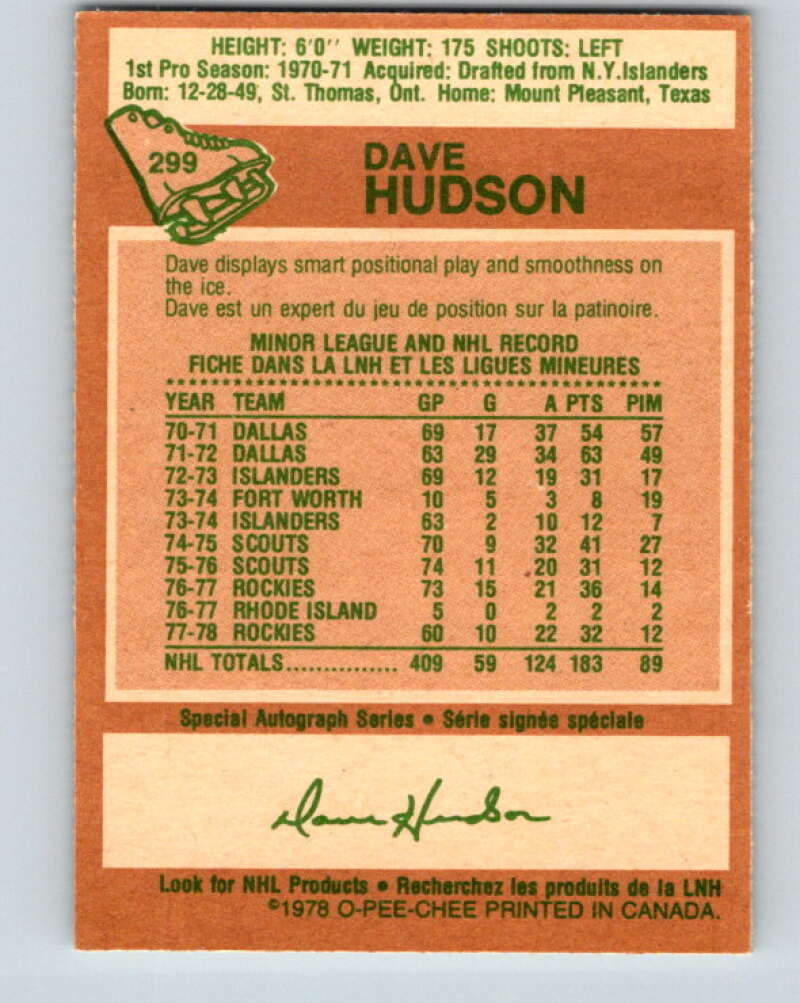 HEIGHT: 6'0'' WEIGHT: 175 SHOOTS: LEFT
1st Pro Season: 1970-71 Acquired: Drafted from N.Y.Islanders
Born: 12-28-49, St. Thomas, Ont. Home: Mount Pleasant, Texas
299
DAVE
HUDSON
Dave displays smart positional play and smoothness on
the ice.
Dave est un expert du jeu de position sur la patinoire.
MINOR LEAGUE AND NHL RECORD
FICHE DANS LA LNH ET LES LIGUES MINEURES
YEAR TEAM GP G A PTS PIM
70-71 DALLAS 69 17 37 54 57
71-72 DALLAS 63 29 34 63 49
72-73 ISLANDERS 69 12 19 31 17
73-74 FORT WORTH 10 5 3 8 19
73-74 ISLANDERS 63 2 10 12 7
74-75 SCOUTS 70 9 32 41 27
75-76 SCOUTS 74 11 20 31 12
76-77 ROCKIES 73 15 21 36 14
76-77 RHODE ISLAND 5 0 2 2 2
77-78 ROCKIES 60 10 22 32 12
NHL TOTALS............... 409 59 124 183 89
Special Autograph Series • Série signée spéciale
Dave Hudson
Look for NHL Products • Recherchez les produits de la LNH
©1978 O-PEE-CHEE PRINTED IN CANADA.